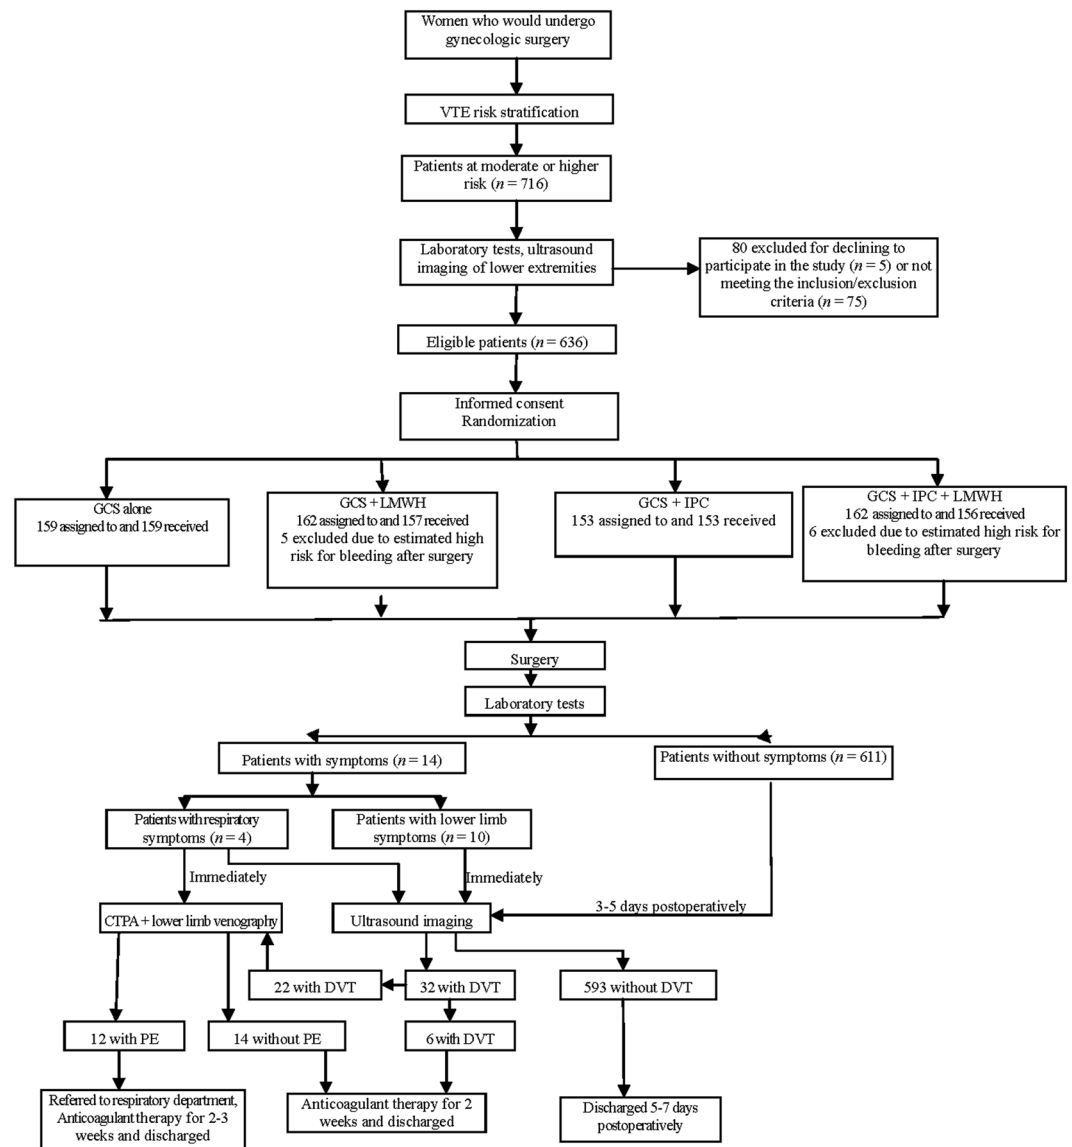 Women who would undergo
gynecologic surgery
VTE risk stratification
Patients at moderate or higher
risk (n = 716)
Laboratory tests, ultrasound
imaging of lower extremities
80 excluded for declining to
participate in the study (n = 5) or not
meeting the inclusion/exclusion
criteria (n = 75)
Eligible patients (n = 636)
Informed consent
Randomization
GCS alone
159 assigned to and 159 received
GCS + LMWH
162 assigned to and 157 received
5 excluded due to estimated high
risk for bleeding after surgery
GCS + IPC
153 assigned to and 153 received
GCS + IPC + LMWH
162 assigned to and 156 received
6 excluded due to estimated high risk for
bleeding after surgery
Surgery
Laboratory tests
Patients with symptoms (n = 14)
Patients without symptoms (n = 611)
Patients with respiratory
symptoms (n = 4)
Patients with lower limb
symptoms (n = 10)
Immediately
Immediately
3-5 days postoperatively
CTPA + lower limb venography
Ultrasound imaging
22 with DVT
32 with DVT
593 without DVT
12 with PE
14 without PE
6 with DVT
Referred to respiratory department,
Anticoagulant therapy for 2-3
weeks and discharged
Anticoagulant therapy for 2
weeks and discharged
Discharged 5-7 days
postoperatively